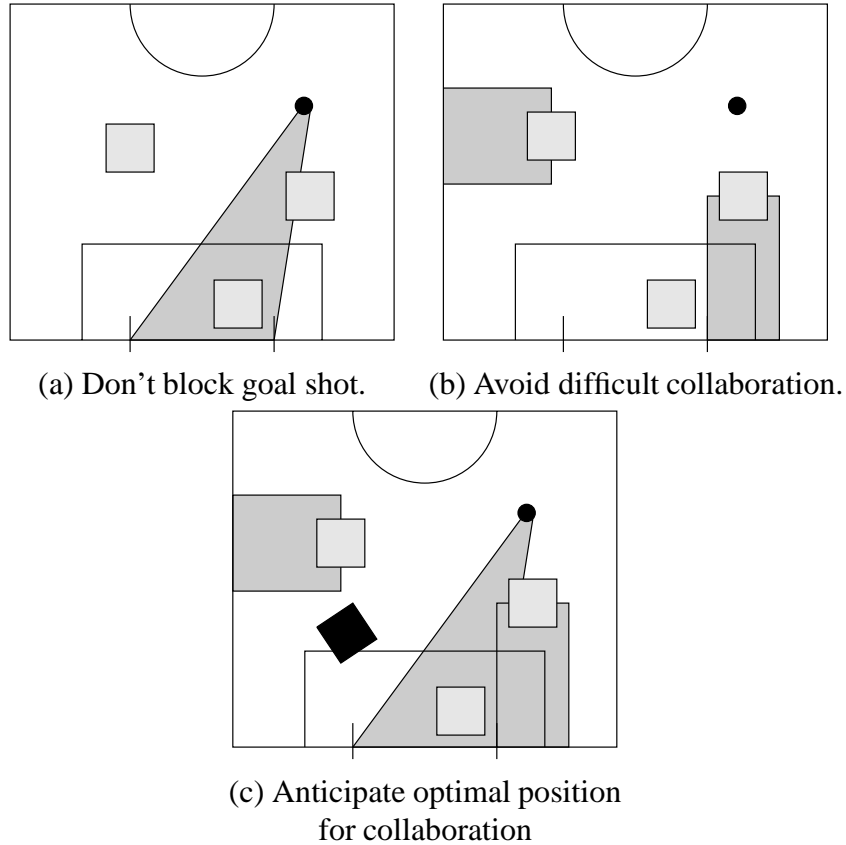 (a) Don't block goal shot.
(b) Avoid difficult collaboration.
(c) Anticipate optimal position
for collaboration